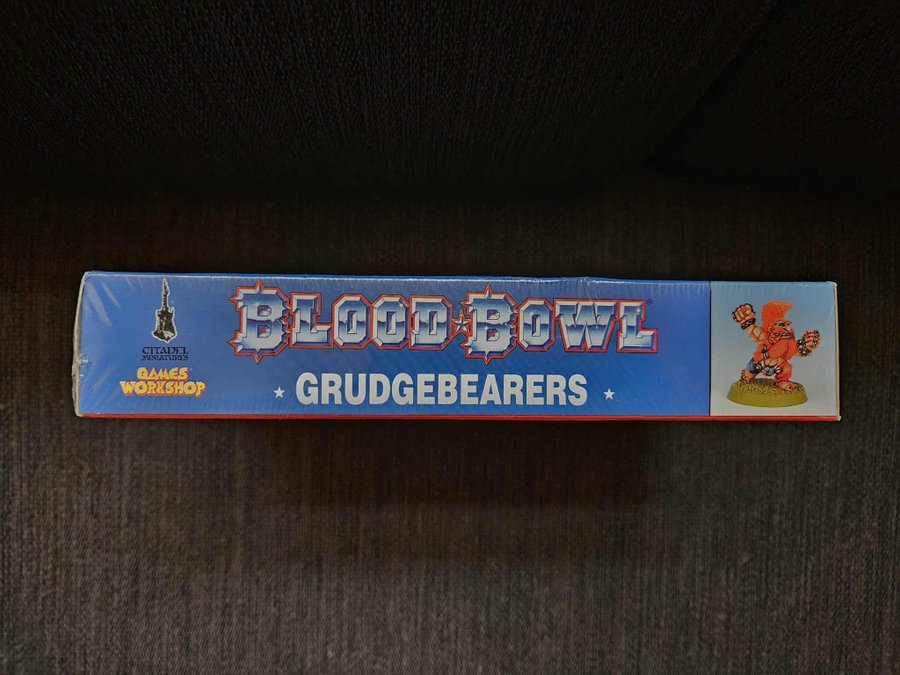 CITADEL
MINIATURES
GAMES
WORKSHOP
BLOOD BOWL
GRUDGEBEARERS